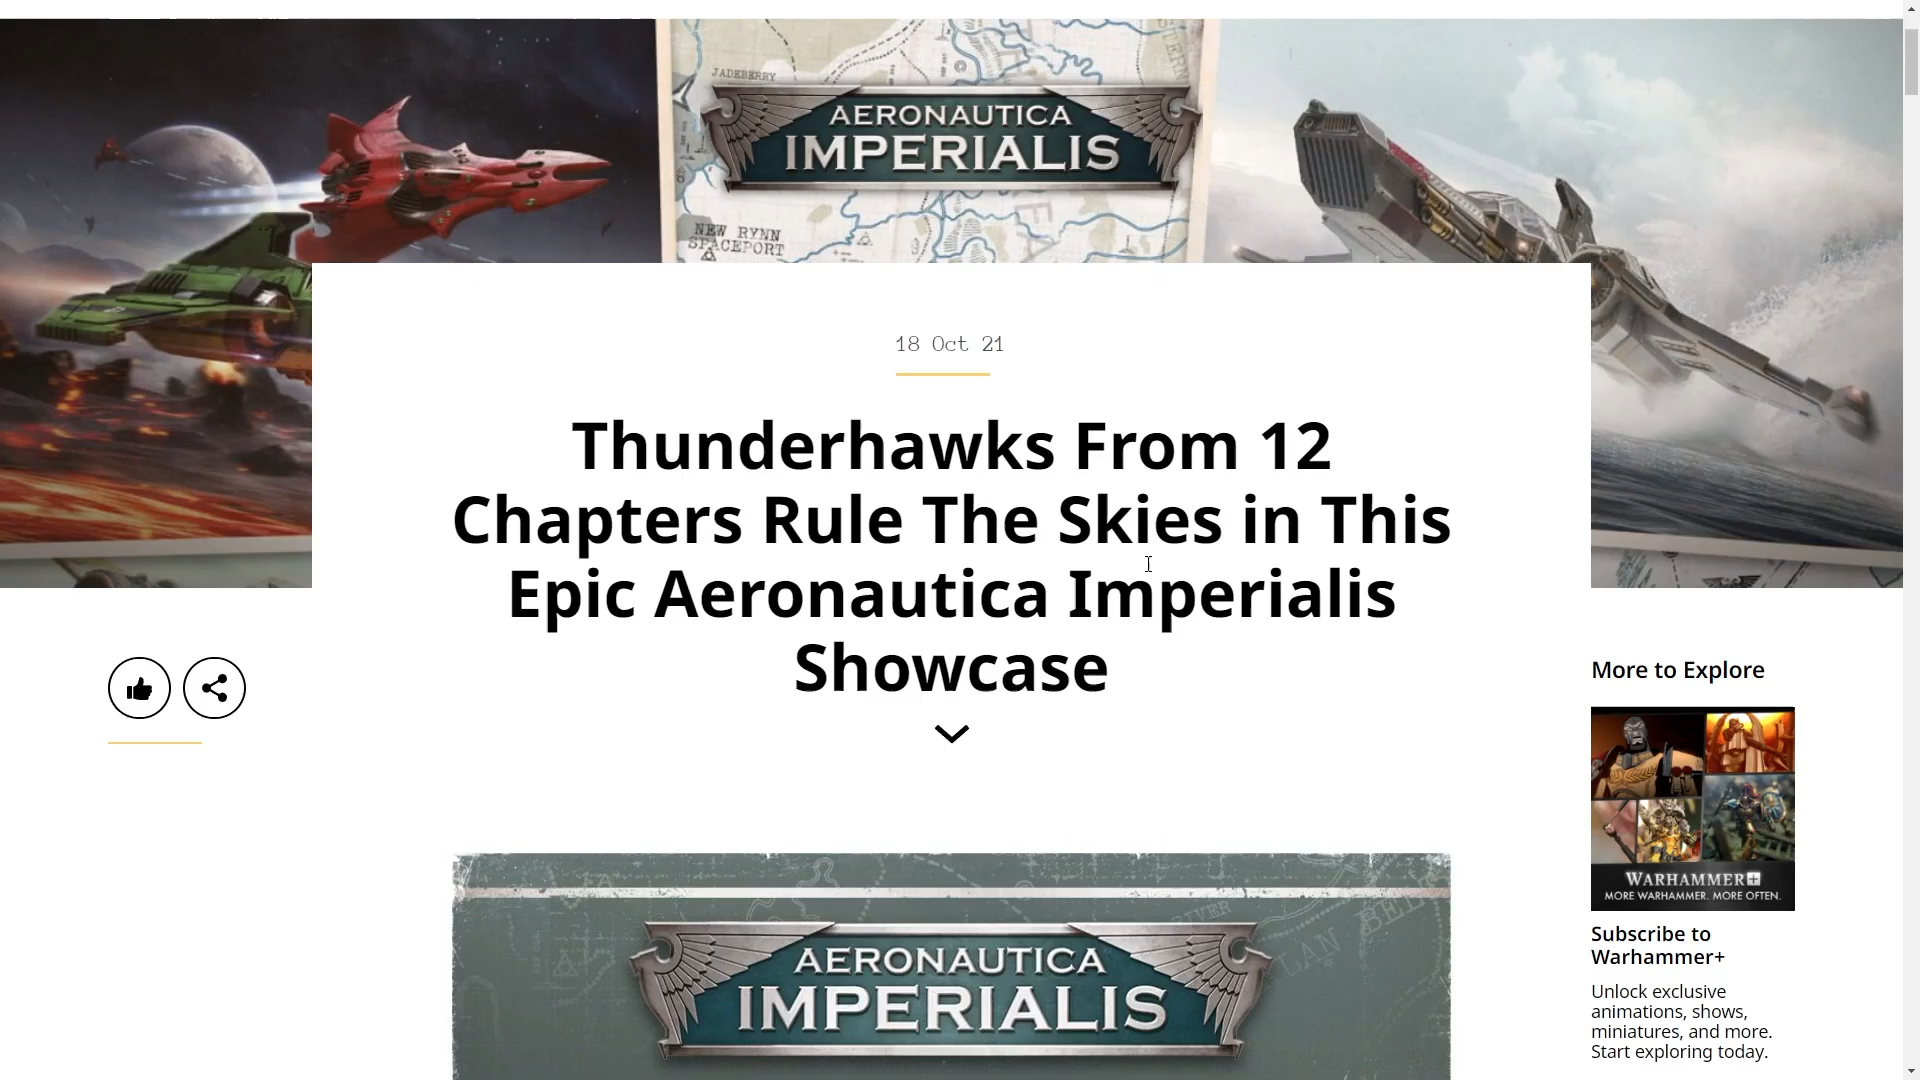 JADEBERRY
AERONAUTICA
IMPERIALIS
NEW RYNN
SPACEPORT
18 Oct 21
Thunderhawks From 12
Chapters Rule The Skies in This
Epic Aeronautica Imperialis
Showcase
More to Explore
WARHAMMER+
MORE WARHAMMER. MORE OFTEN.
Subscribe to
Warhammer+
Unlock exclusive
animations, shows,
miniatures, and more.
Start exploring today.
RIVER
AERONAUTICA
IMPERIALIS